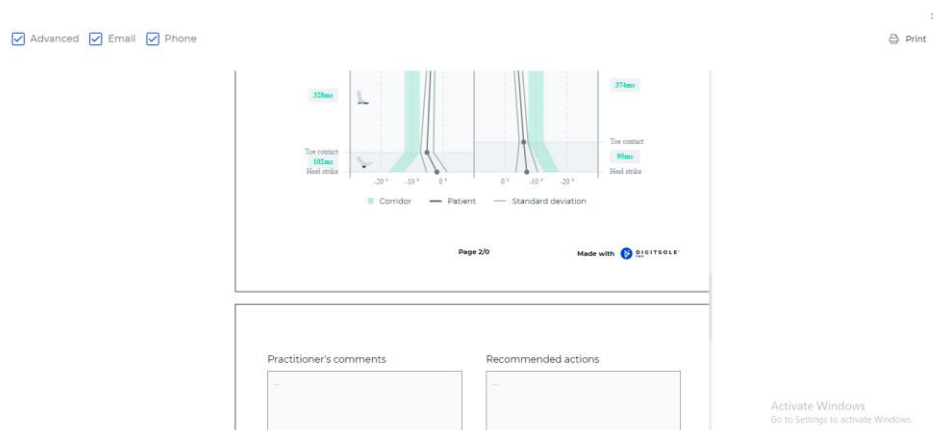 Advanced Email Phone
Print
328ms
374ms
Toe contact
Toe contact
102ms
95ms
Heel strike
Heel strike
-20° -10° 0° 0° -10° -20°
Corridor Patient Standard deviation
Page 2/0
Made with DIGITSOLE
PRO
Practitioner's comments
Recommended actions
...
...
Activate Windows
Go to Settings to activate Windows.